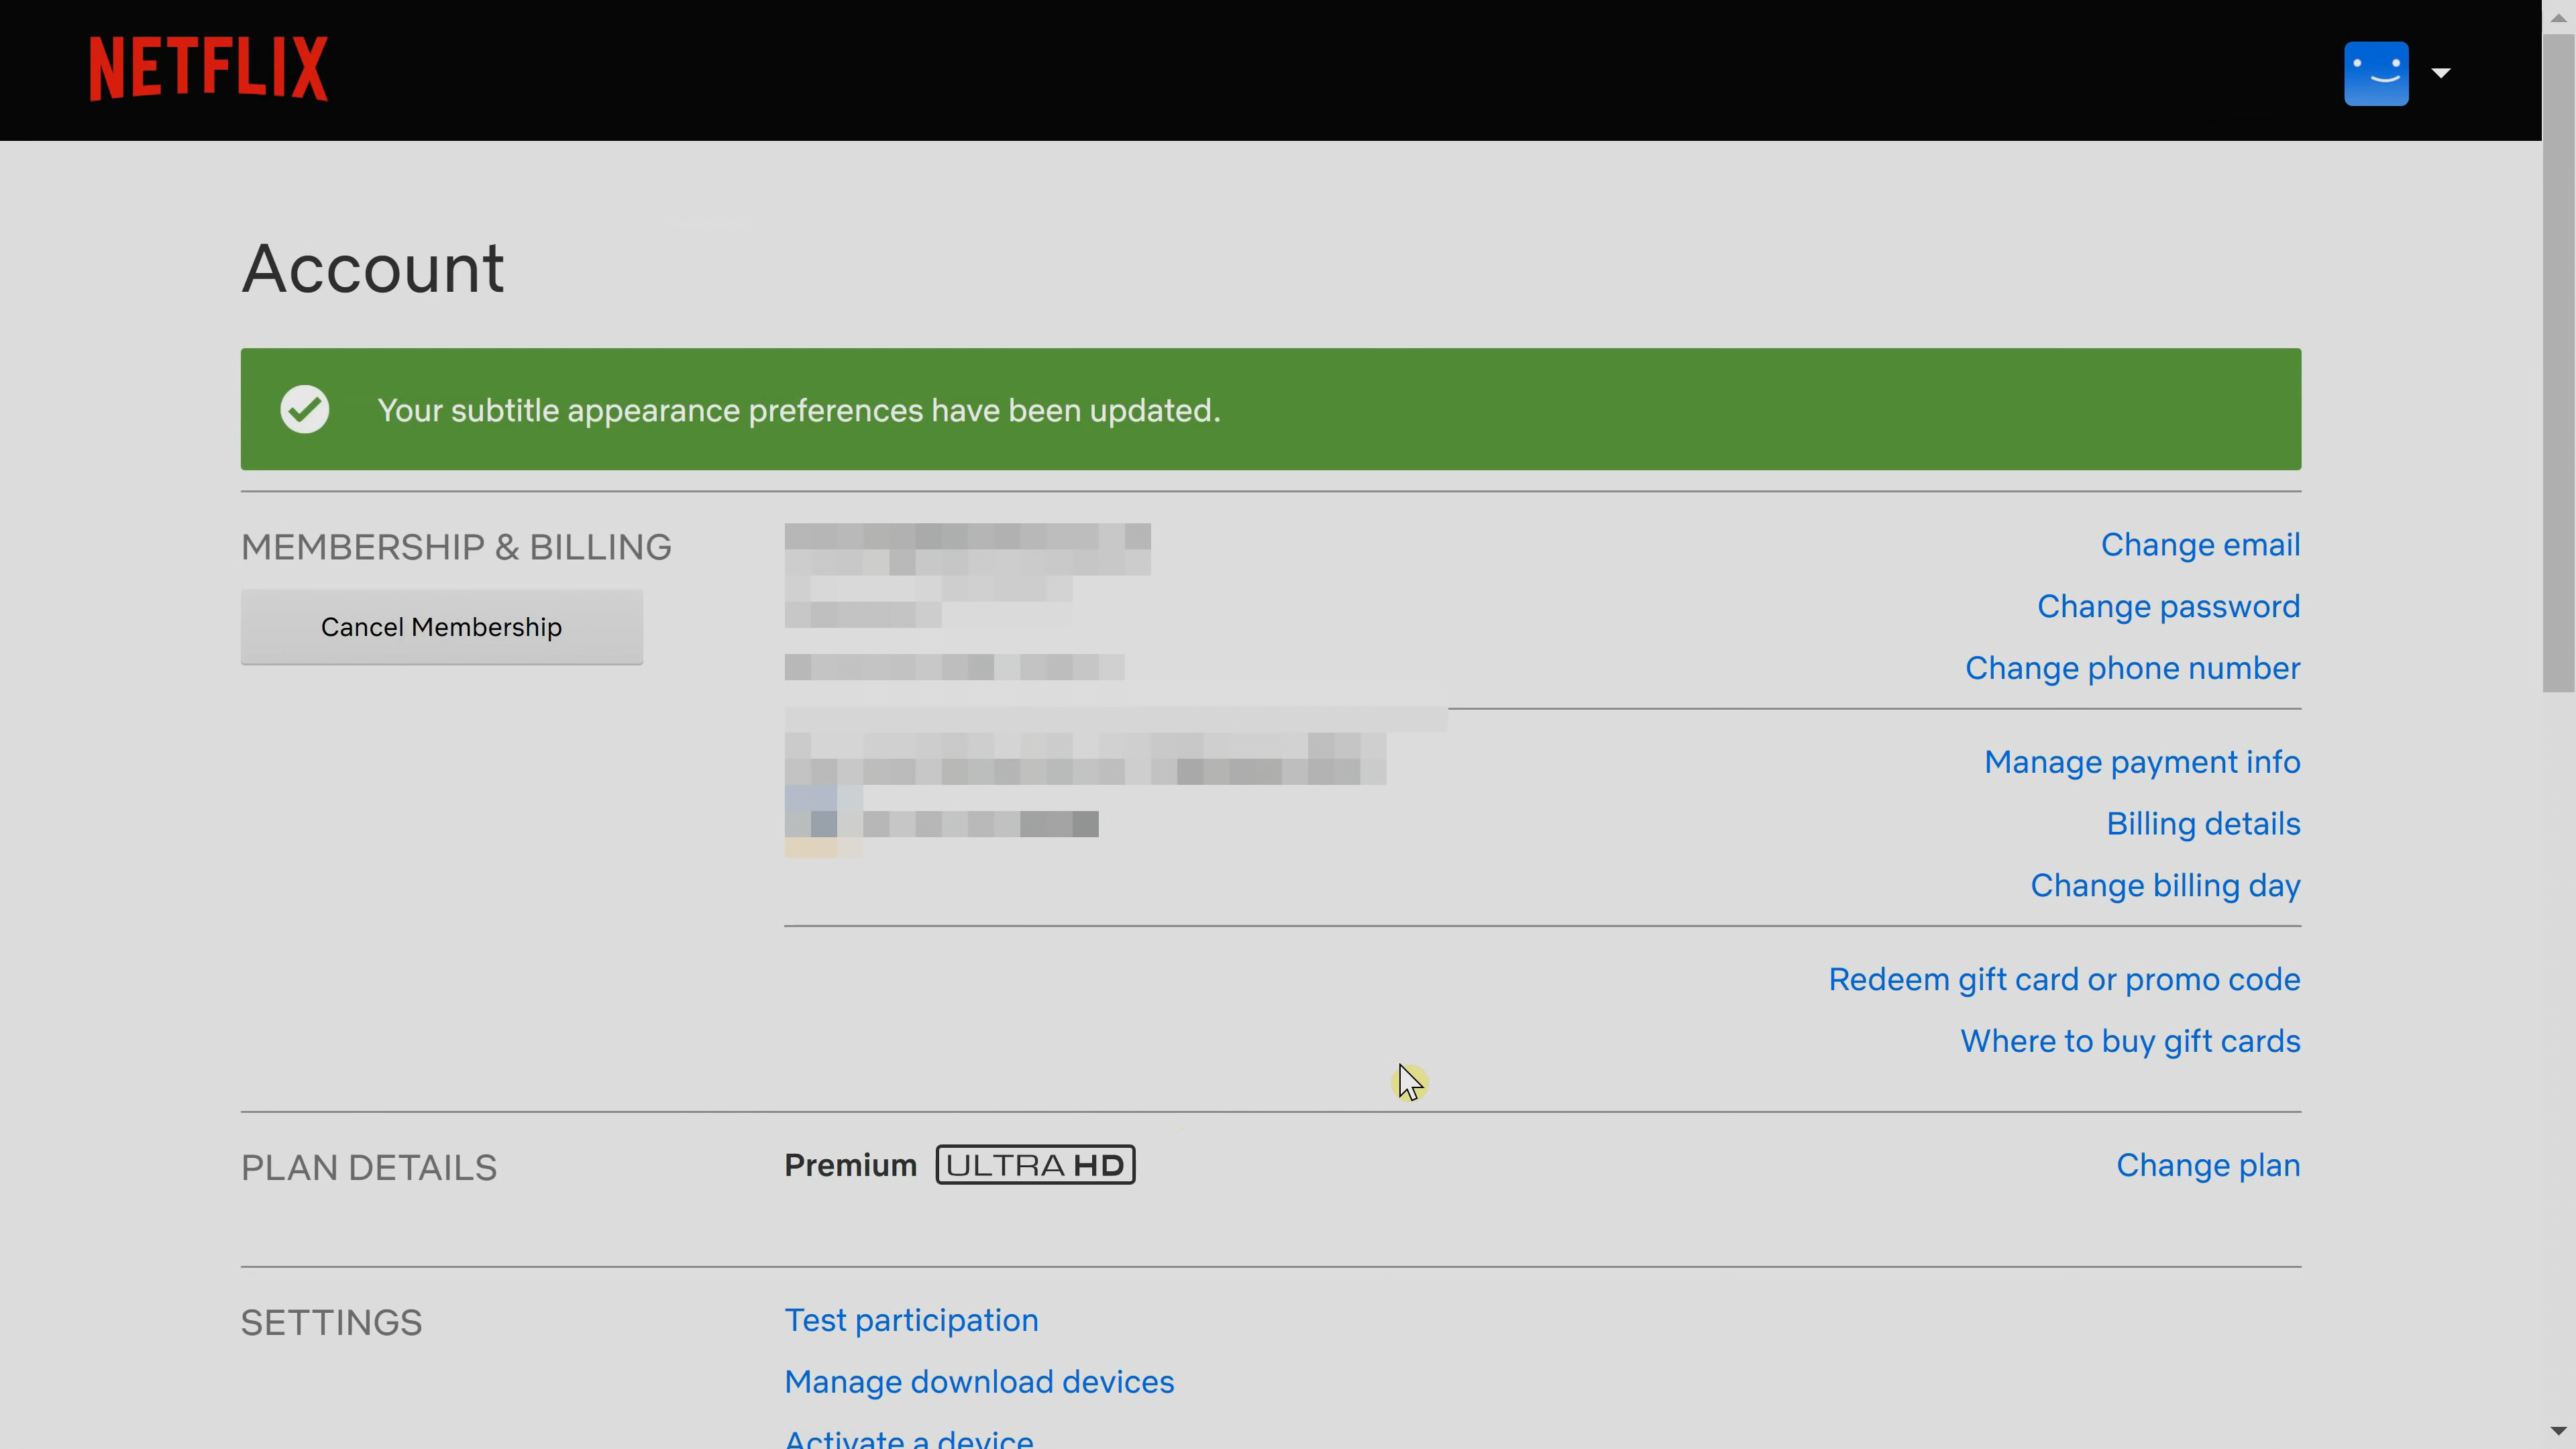 NETFLIX
Account
Your subtitle appearance preferences have been updated.
MEMBERSHIP & BILLING
Cancel Membership
Change email
Change password
Change phone number
Manage payment info
Billing details
Change billing day
Redeem gift card or promo code
Where to buy gift cards
PLAN DETAILS
Premium ULTRA HD
Change plan
SETTINGS
Test participation
Manage download devices
Activate a device